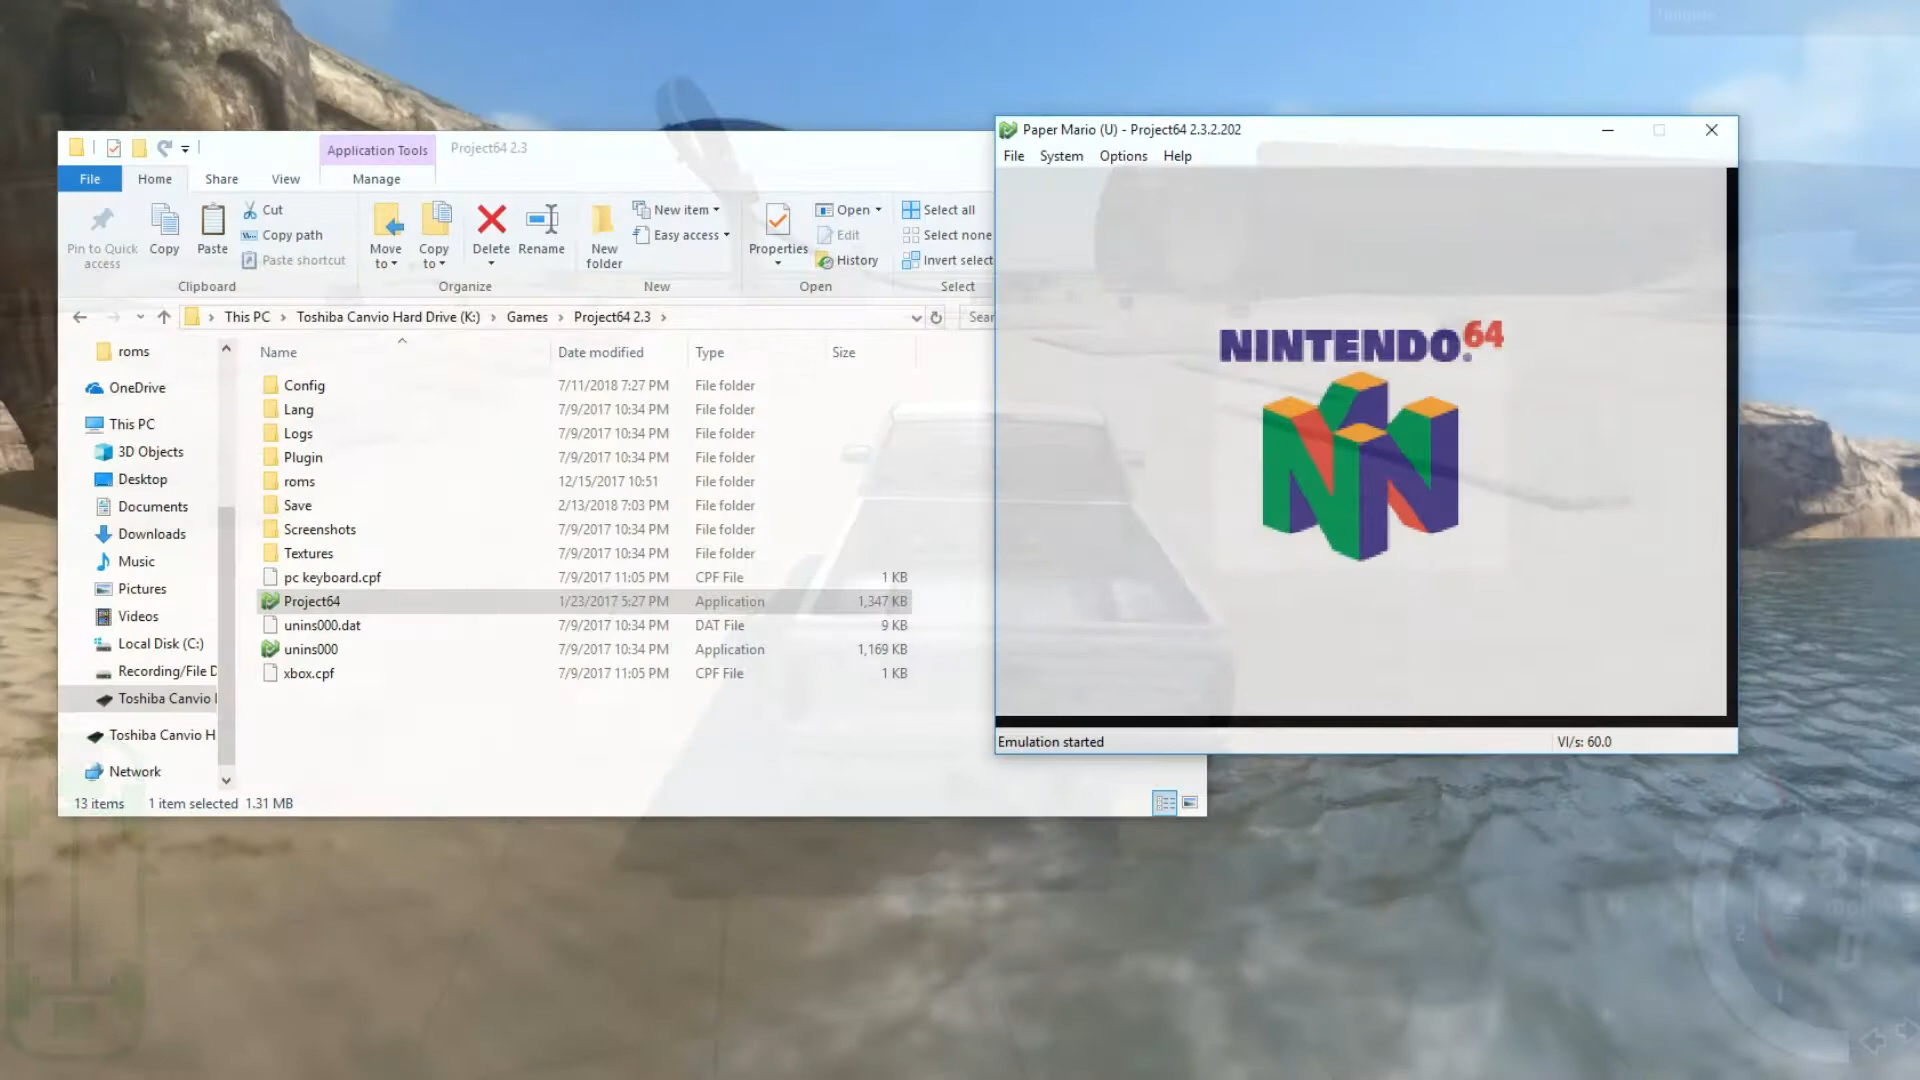 Project64 2.3
Application Tools
File Home Share View Manage
Pin to Quick access
Copy
Paste
Cut
Copy path
Paste shortcut
Clipboard
Move to
Copy to
Delete
Rename
Organize
New folder
New item
Easy access
New
Properties
Open
Edit
History
Open
Select all
Select none
Invert select
Select
This PC Toshiba Canvio Hard Drive (K:) Games Project64 2.3
Sear
roms
OneDrive
This PC
3D Objects
Desktop
Documents
Downloads
Music
Pictures
Videos
Local Disk (C:)
Recording/File D
Toshiba Canvio
Toshiba Canvio H
Network
Name Date modified Type Size
Config 7/11/2018 7:27 PM File folder
Lang 7/9/2017 10:34 PM File folder
Logs 7/9/2017 10:34 PM File folder
Plugin 7/9/2017 10:34 PM File folder
roms 12/15/2017 10:51 File folder
Save 2/13/2018 7:03 PM File folder
Screenshots 7/9/2017 10:34 PM File folder
Textures 7/9/2017 10:34 PM File folder
pc keyboard.cpf 7/9/2017 11:05 PM CPF File 1 KB
Project64 1/23/2017 5:27 PM Application 1,347 KB
unins000.dat 7/9/2017 10:34 PM DAT File 9 KB
unins000 7/9/2017 10:34 PM Application 1,169 KB
xbox.cpf 7/9/2017 11:05 PM CPF File 1 KB
13 items 1 item selected 1.31 MB
Paper Mario (U) - Project64 2.3.2.202
File System Options Help
NINTENDO.64
Emulation started VI/s: 60.0